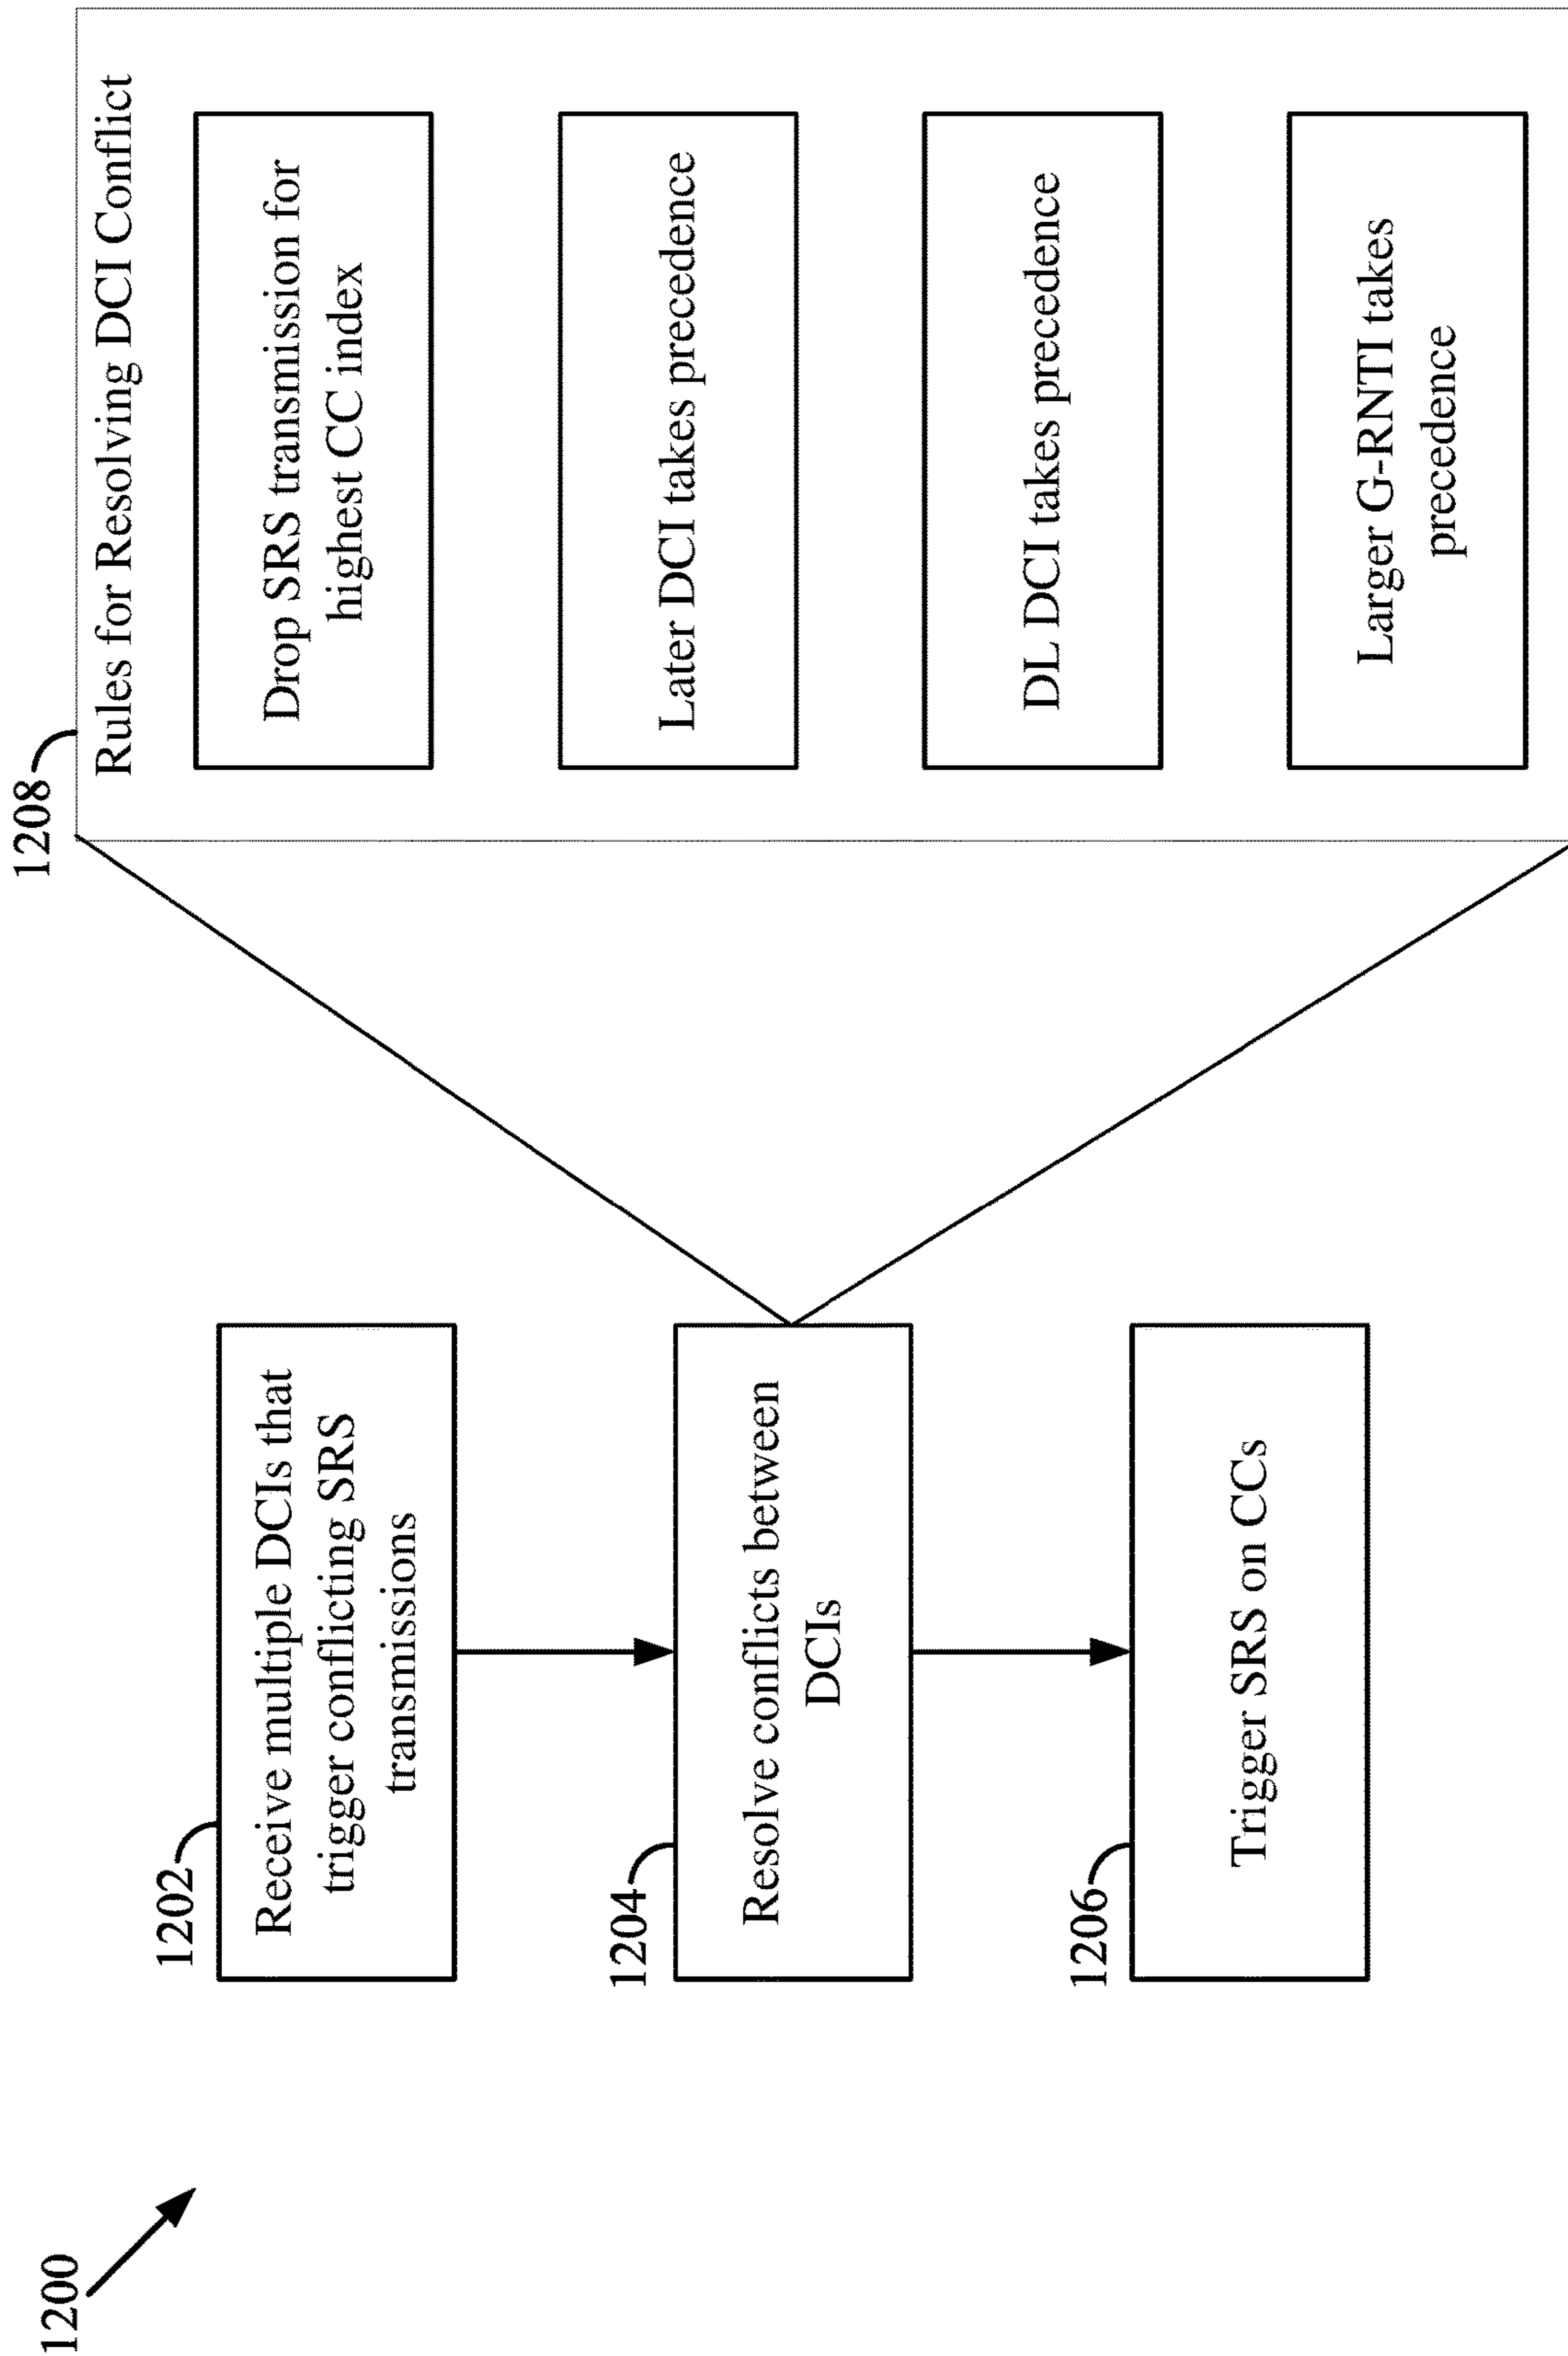 1200
1202
Receive multiple DCIs that
trigger conflicting SRS
transmissions
1204
Resolve conflicts between
DCIs
1206
Trigger SRS on CCs
1208
Rules for Resolving DCI Conflict
Drop SRS transmission for
highest CC index
Later DCI takes precedence
DL DCI takes precedence
Larger G-RNTI takes
precedence